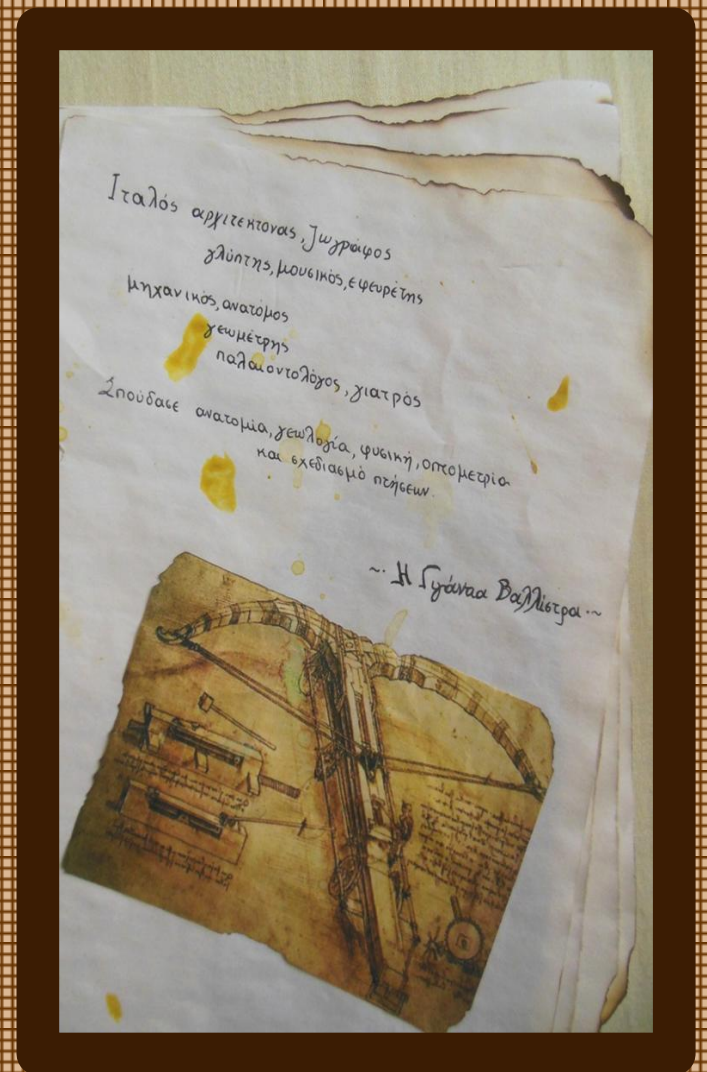 Ιταλός αρχιτεκτονας, ζωγράφος
γλύπτης, μουσικός, εφευρέτης
μηχανικός, ανατόμος
γεωμέτρης
παλαιοντολόγος, γιατρός
Σπούδασε ανατομία, γεωλογία, φυσική, οπτομετρία
και σχεδιασμό πτήσεων.
~. Η Γιγάντια Βαλλίστρα .~